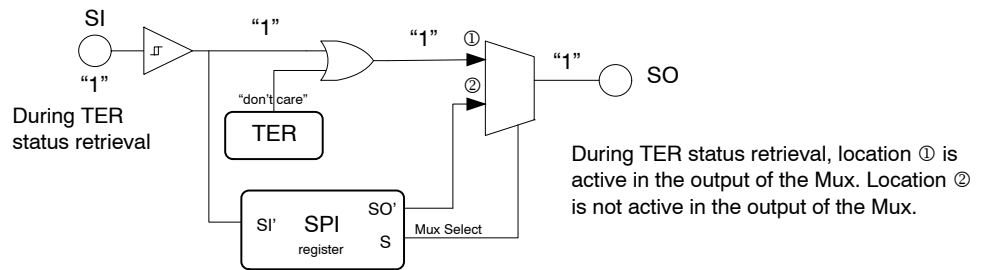 SI
“1”
“1”
“1”
①
“1”
SO
②
“1”
During TER
status retrieval
“don’t care”
TER
During TER status retrieval, location ① is
active in the output of the Mux. Location ②
is not active in the output of the Mux.
SI’
SPI
register
SO’
S
Mux Select